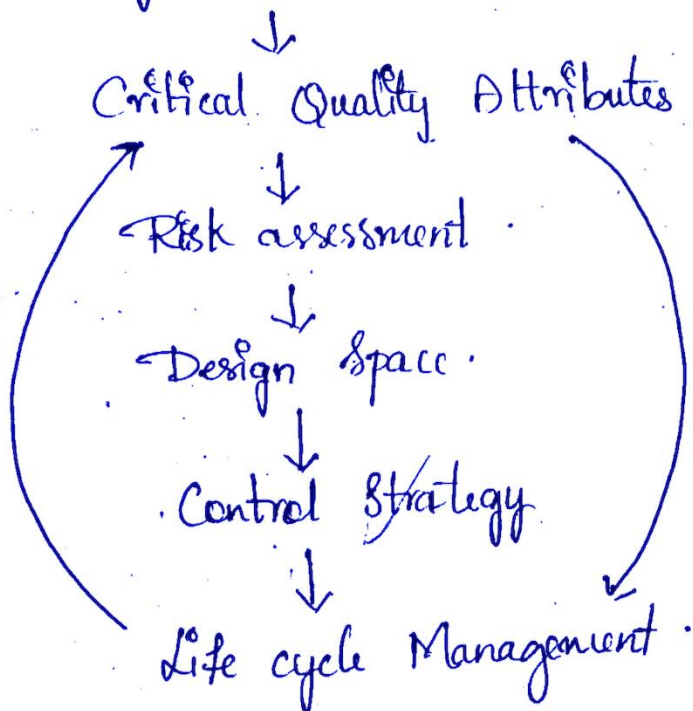 Critical Quality Attributes
Risk assessment
Design Space.
Control Strategy
Life cycle Management.